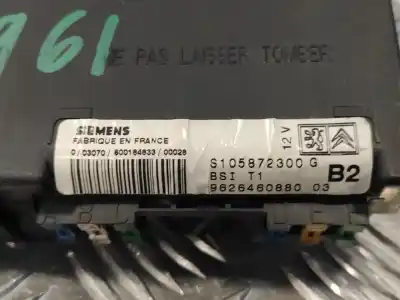 961
NE PAS LAISSER TOMBER
SIEMENS
FABRIQUE EN FRANCE
0/03070/600184633/00028
12 V
S105872300 G
BSI T1
9626460880 03
B2